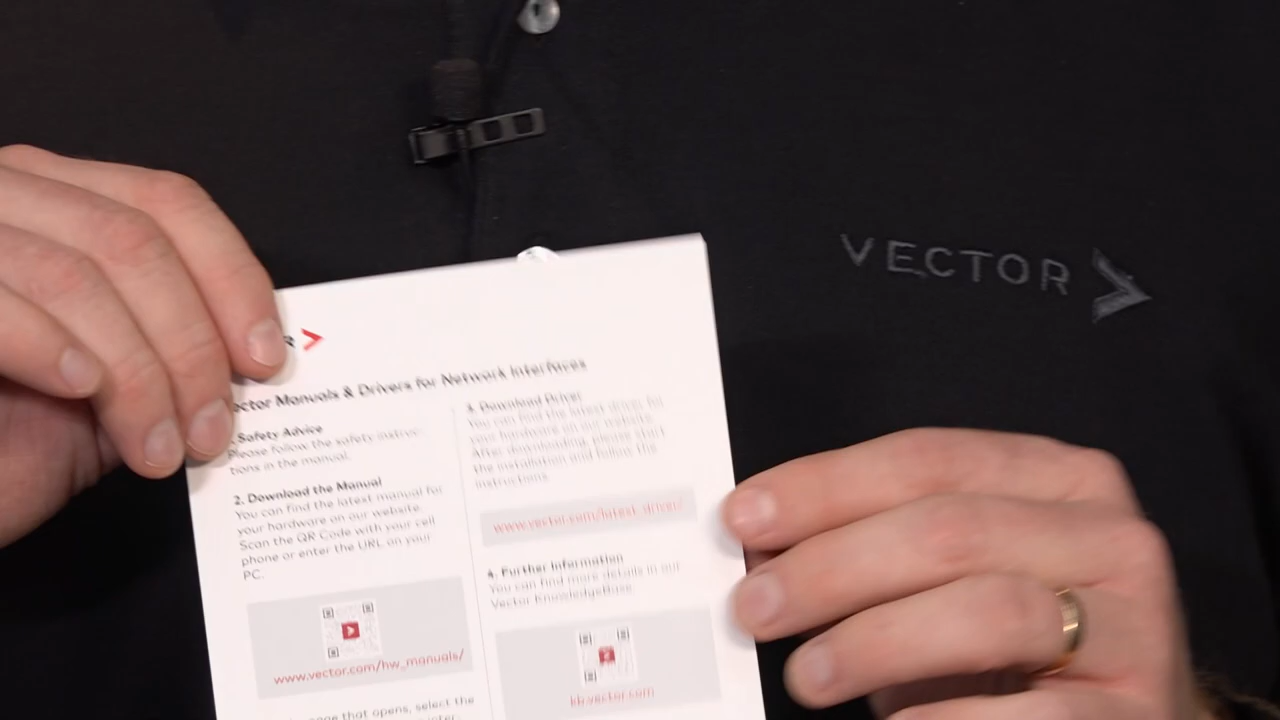 VECTOR
R
ector Manuals & Drivers for Network Interfaces
. Safety Advice
Please follow the safety instruc-
tions in the manual.
2. Download the Manual
You can find the latest manual for
your hardware on our website.
Scan the QR Code with your cell
phone or enter the URL on your
PC.
www.vector.com/hw_manuals/
page that opens, select the
3. Download Driver
You can find the latest driver for
your hardware on our website.
After downloading, please start
the installation and follow the
instructions.
www.vector.com/latest_driver/
4. Further Information
You can find more details in our
Vector KnowledgeBase.
kb.vector.com